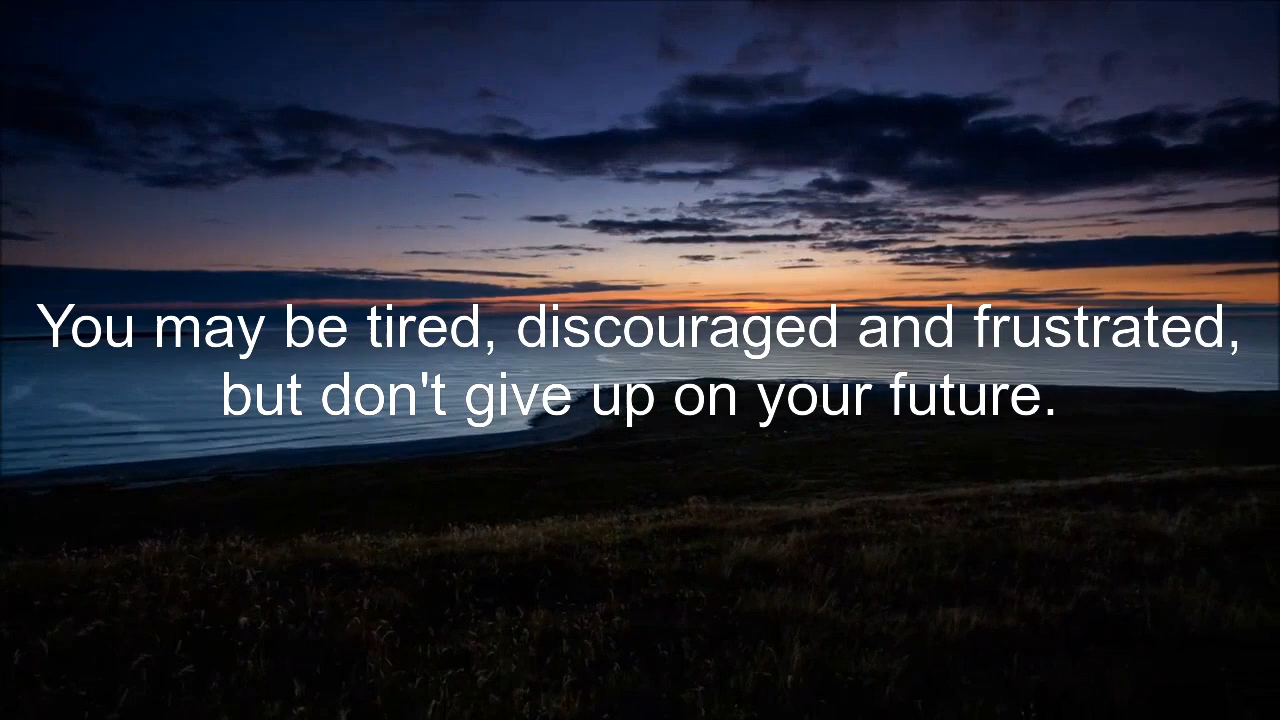 You may be tired, discouraged and frustrated,
but don't give up on your future.